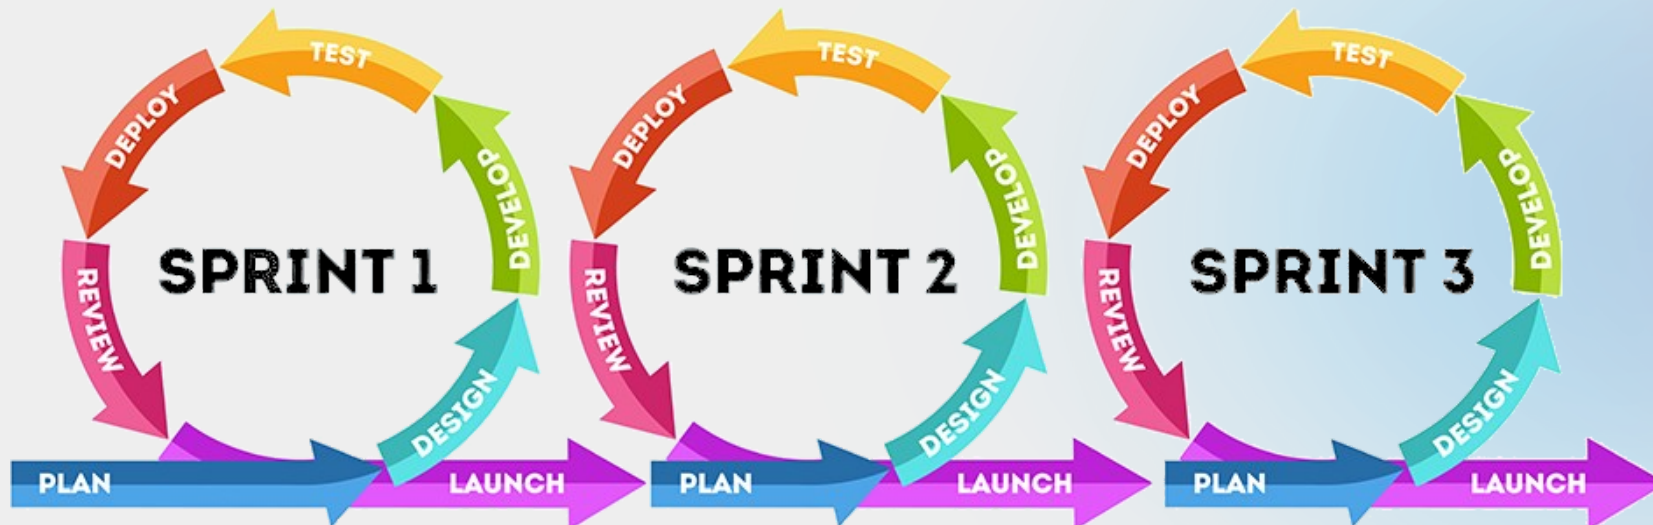 SPRINT 1
PLAN
DESIGN
DEVELOP
TEST
DEPLOY
REVIEW
LAUNCH
SPRINT 2
PLAN
DESIGN
DEVELOP
TEST
DEPLOY
REVIEW
LAUNCH
SPRINT 3
PLAN
DESIGN
DEVELOP
TEST
DEPLOY
REVIEW
LAUNCH